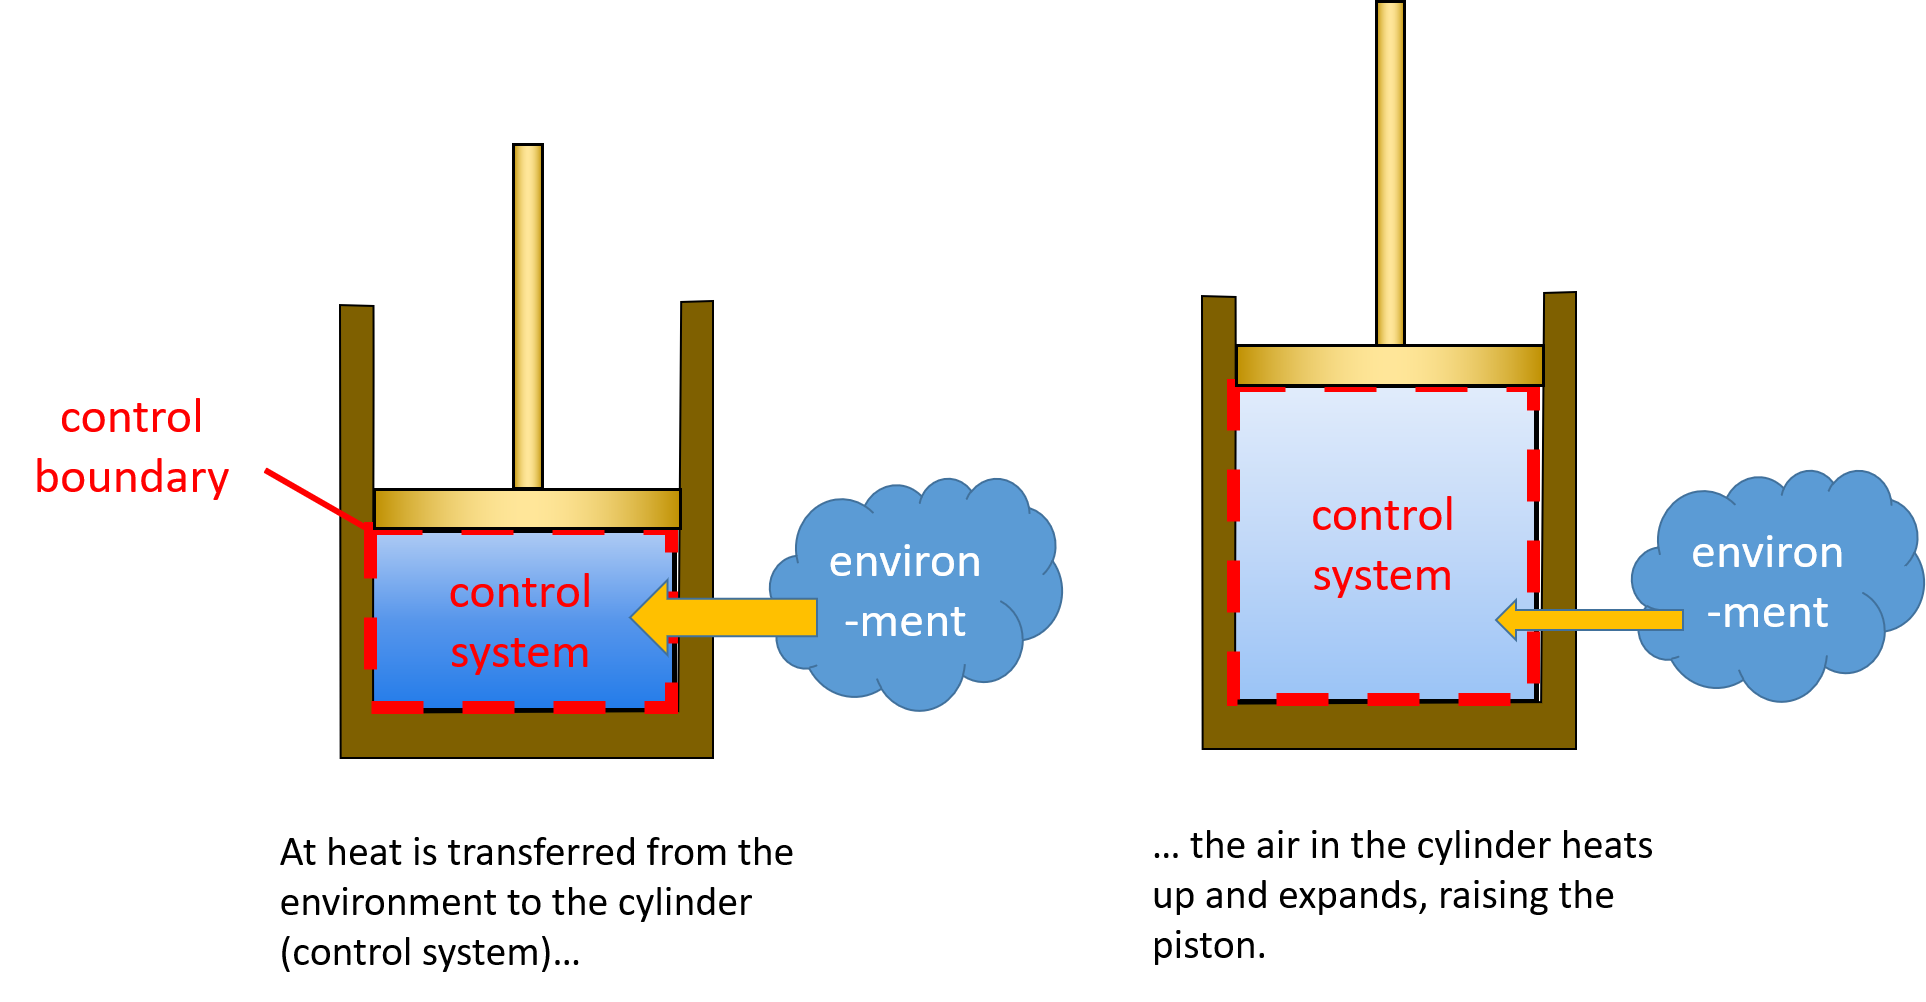 control
boundary
control
system
environ
-ment
At heat is transferred from the
environment to the cylinder
(control system)…
control
system
environ
-ment
… the air in the cylinder heats
up and expands, raising the
piston.